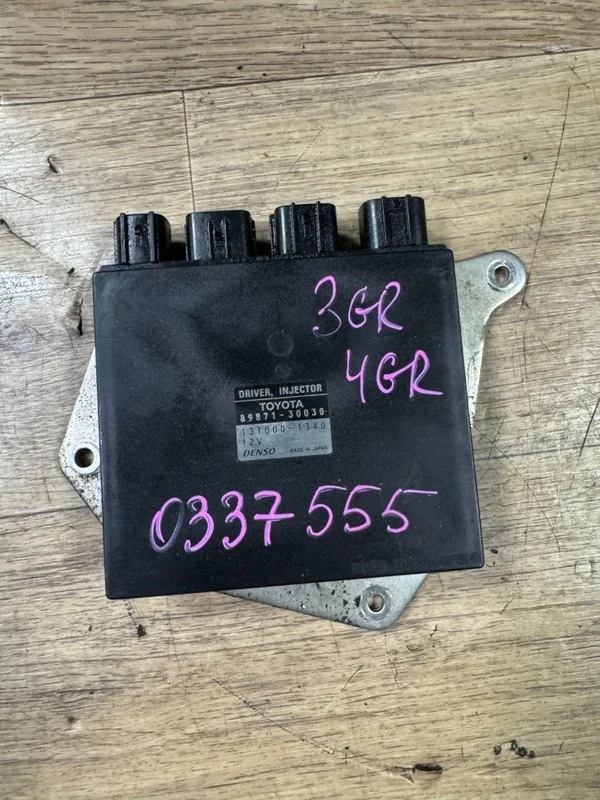 3GR
4GR
DRIVER, INJECTOR
TOYOTA
89871-30030
131000-1340
12V
DENSO MADE IN JAPAN
0337555